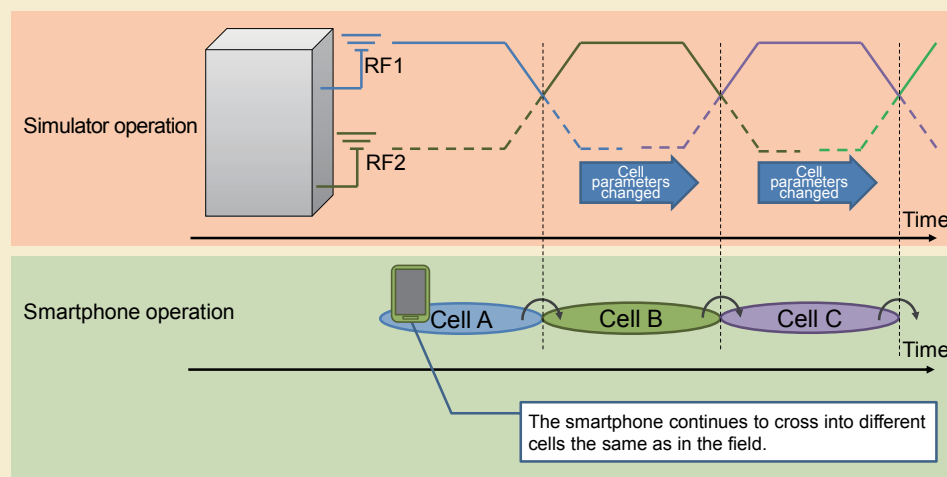 RF1
Simulator operation
RF2
Cell
parameters
changed
Cell
parameters
changed
Time
Smartphone operation
Cell A
Cell B
Cell C
Time
The smartphone continues to cross into different
cells the same as in the field.